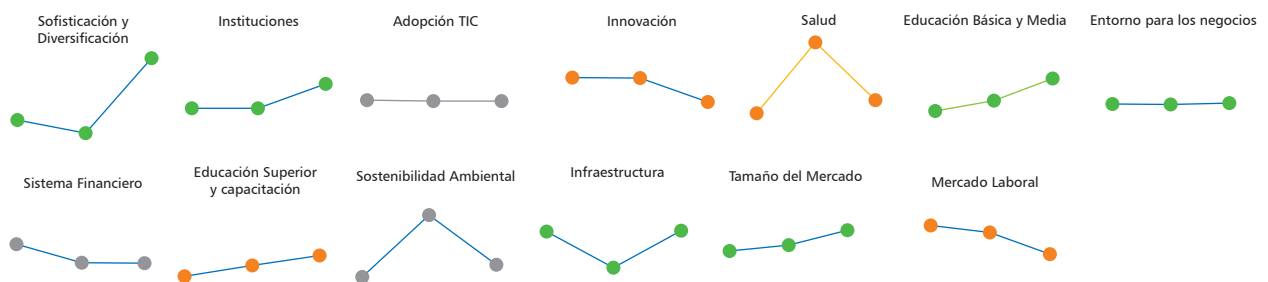 Sofisticación y
Diversificación
Instituciones
Adopción TIC
Innovación
Salud
Educación Básica y Media
Entorno para los negocios
Sistema Financiero
Educación Superior
y capacitación
Sostenibilidad Ambiental
Infraestructura
Tamaño del Mercado
Mercado Laboral